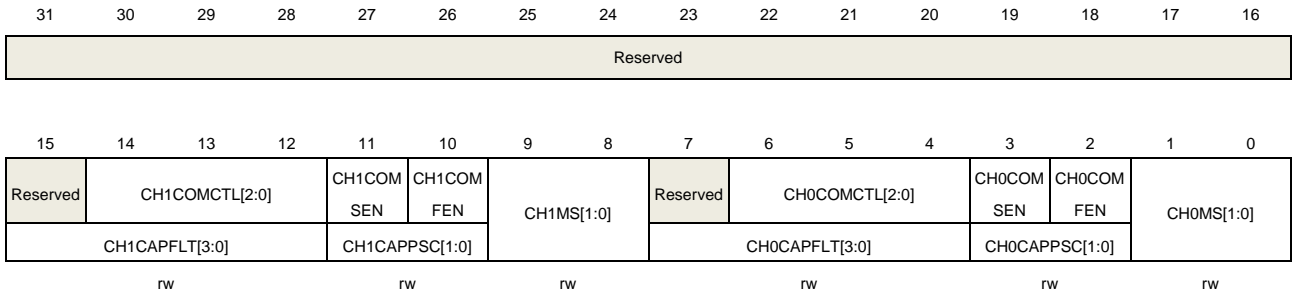 31 30 29 28 27 26 25 24 23 22 21 20 19 18 17 16
Reserved
15 14 13 12 11 10 9 8 7 6 5 4 3 2 1 0
Reserved CH1COMCTL[2:0] CH1COM SEN CH1COM FEN CH1MS[1:0] Reserved CH0COMCTL[2:0] CH0COM SEN CH0COM FEN CH0MS[1:0]
CH1CAPFLT[3:0] CH1CAPPSC[1:0] CH0CAPFLT[3:0] CH0CAPPSC[1:0]
rw rw rw rw rw rw